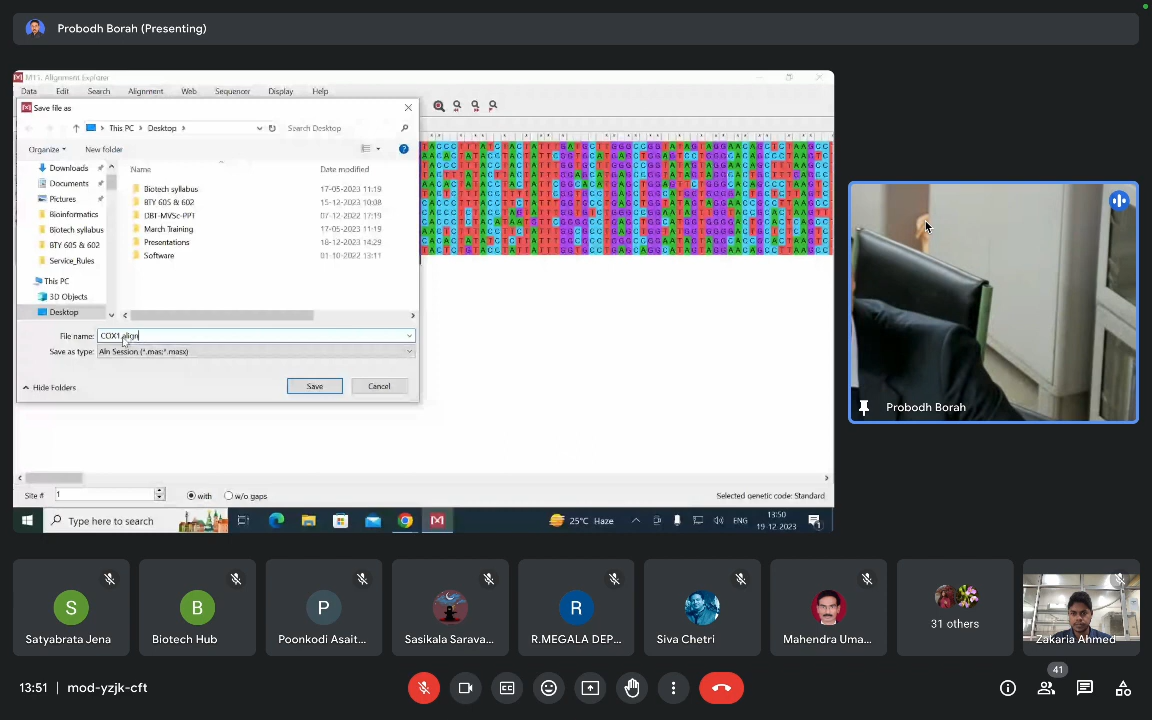 Probodh Borah (Presenting)
M11: Alignment Explorer
Data Edit Search Alignment Web Sequencer Display Help
Save file as
This PC Desktop
Search Desktop
Organize New folder
Name Date modified
Downloads
Documents
Pictures
Bioinformatics
Biotech syllabus
BTY 605 & 602
Service_Rules
This PC
3D Objects
Desktop
Biotech syllabus 17-05-2023 11:19
BTY 605 & 602 15-12-2023 10:08
DBT-MVSc-PPT 07-12-2022 17:19
March Training 17-05-2023 11:19
Presentations 18-12-2023 14:29
Software 01-10-2022 13:11
File name: COX1 align
Save as type: Aln Session (*.mas;*.masx)
Hide Folders
Save Cancel
Site # 1
with w/o gaps
Selected genetic code: Standard
Type here to search
25°C Haze
ENG
13:50
19-12-2023
Probodh Borah
S
Satyabrata Jena
B
Biotech Hub
P
Poonkodi Asait...
Sasikala Sarava...
R
R.MEGALA DEP...
Siva Chetri
Mahendra Uma...
31 others
Zakaria Ahmed
13:51 | mod-yzjk-cft
41